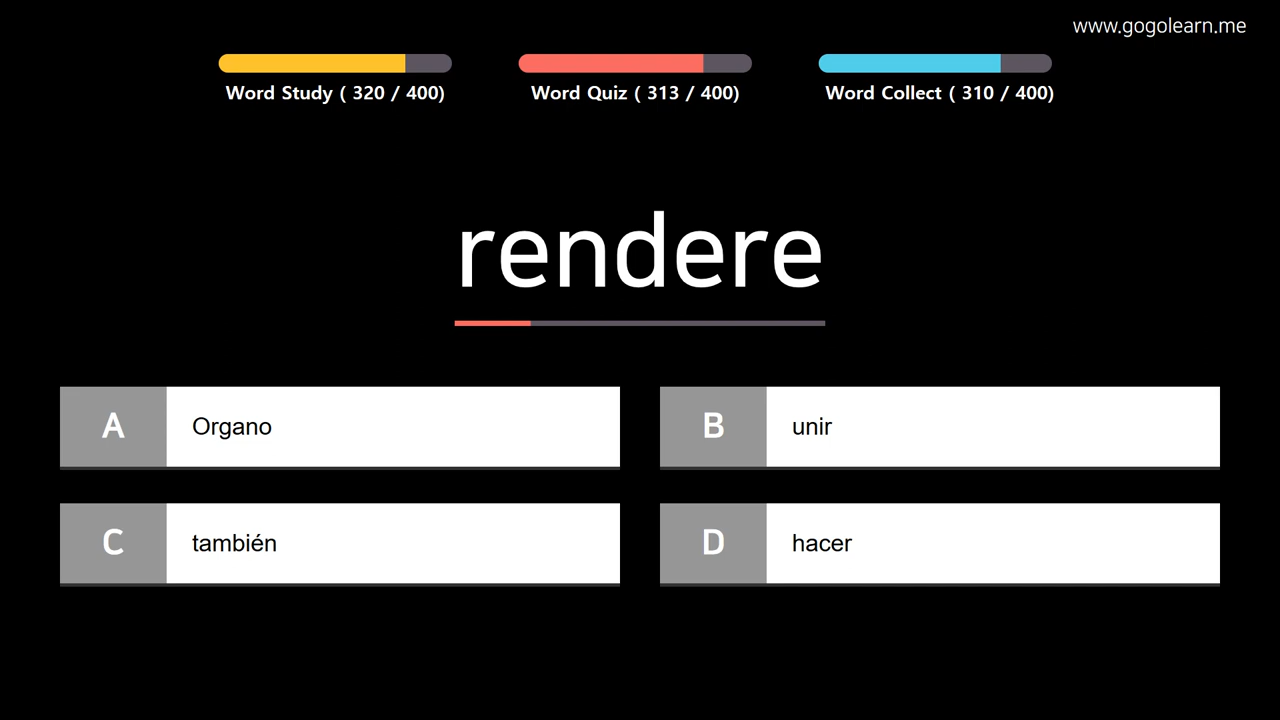 www.gogolearn.me
Word Study ( 320 / 400)
Word Quiz ( 313 / 400)
Word Collect ( 310 / 400)
rendere
A
Organo
B
unir
C
también
D
hacer